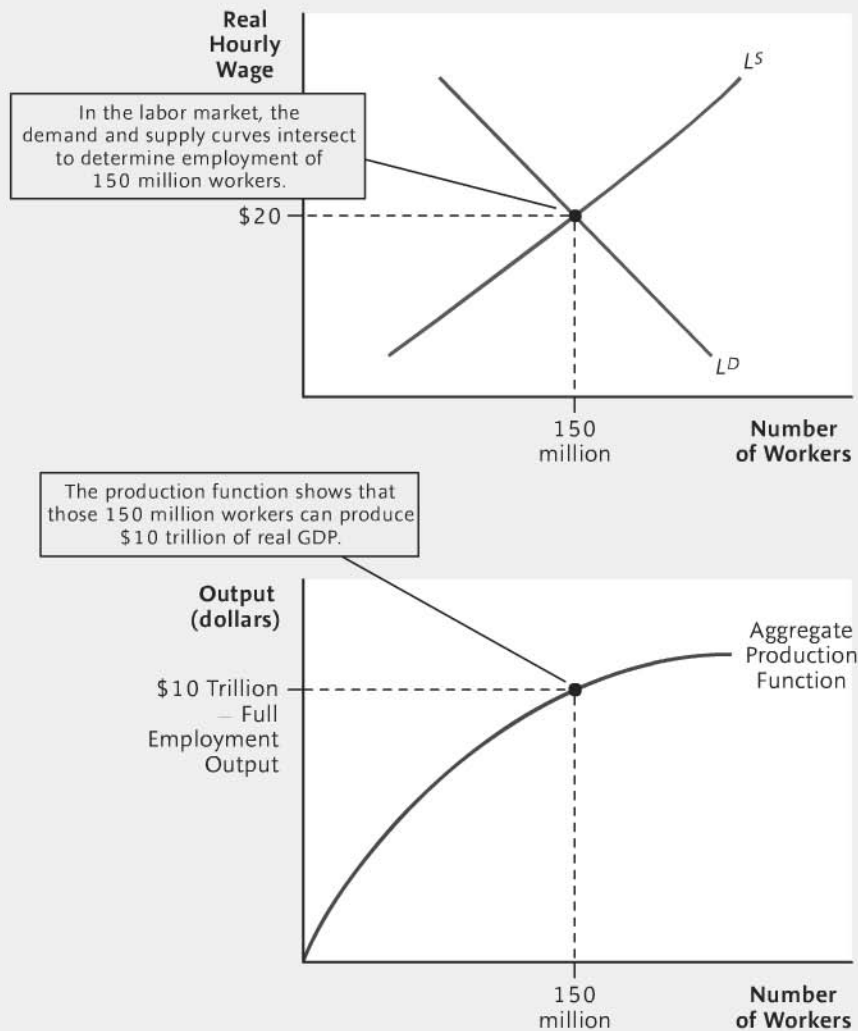 Real
Hourly
Wage
In the labor market, the
demand and supply curves intersect
to determine employment of
150 million workers.
$20
L^S
L^D
150
million
Number
of Workers
The production function shows that
those 150 million workers can produce
$10 trillion of real GDP.
Output
(dollars)
$10 Trillion
– Full
Employment
Output
Aggregate
Production
Function
150
million
Number
of Workers